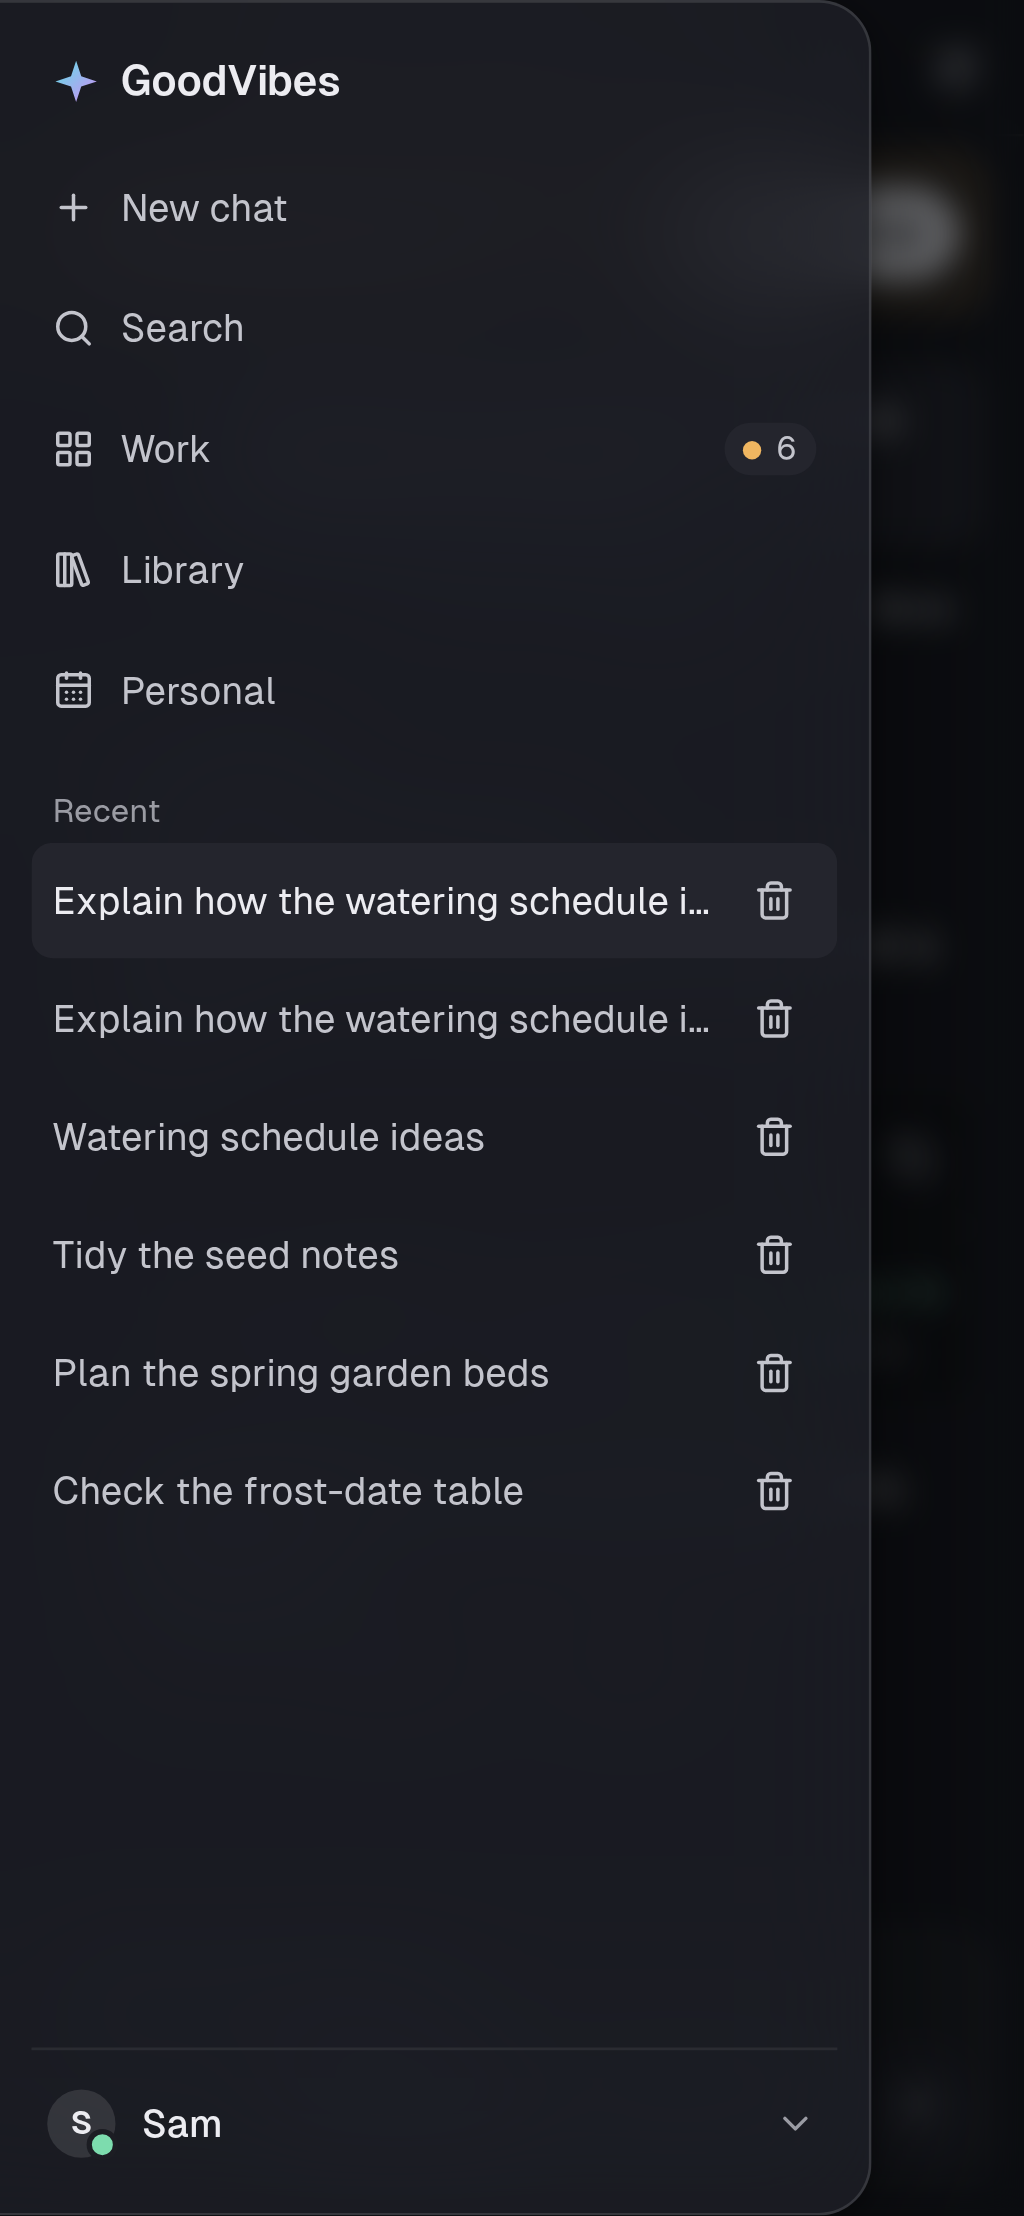 GoodVibes
New chat
Search
Work 6
Library
Personal
Recent
Explain how the watering schedule i...
Explain how the watering schedule i...
Watering schedule ideas
Tidy the seed notes
Plan the spring garden beds
Check the frost-date table
S Sam